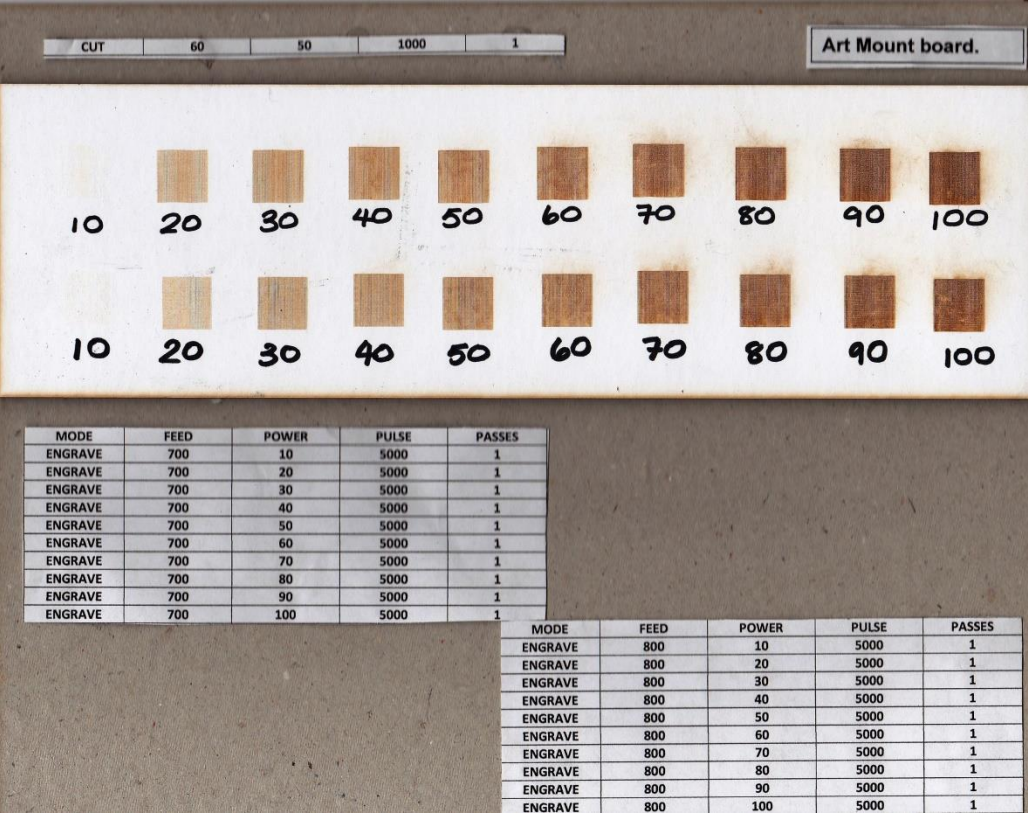 CUT 60 50 1000 1
Art Mount board.
10 20 30 40 50 60 70 80 90 100
10 20 30 40 50 60 70 80 90 100
MODE FEED POWER PULSE PASSES
ENGRAVE 700 10 5000 1
ENGRAVE 700 20 5000 1
ENGRAVE 700 30 5000 1
ENGRAVE 700 40 5000 1
ENGRAVE 700 50 5000 1
ENGRAVE 700 60 5000 1
ENGRAVE 700 70 5000 1
ENGRAVE 700 80 5000 1
ENGRAVE 700 90 5000 1
ENGRAVE 700 100 5000 1
MODE FEED POWER PULSE PASSES
ENGRAVE 800 10 5000 1
ENGRAVE 800 20 5000 1
ENGRAVE 800 30 5000 1
ENGRAVE 800 40 5000 1
ENGRAVE 800 50 5000 1
ENGRAVE 800 60 5000 1
ENGRAVE 800 70 5000 1
ENGRAVE 800 80 5000 1
ENGRAVE 800 90 5000 1
ENGRAVE 800 100 5000 1